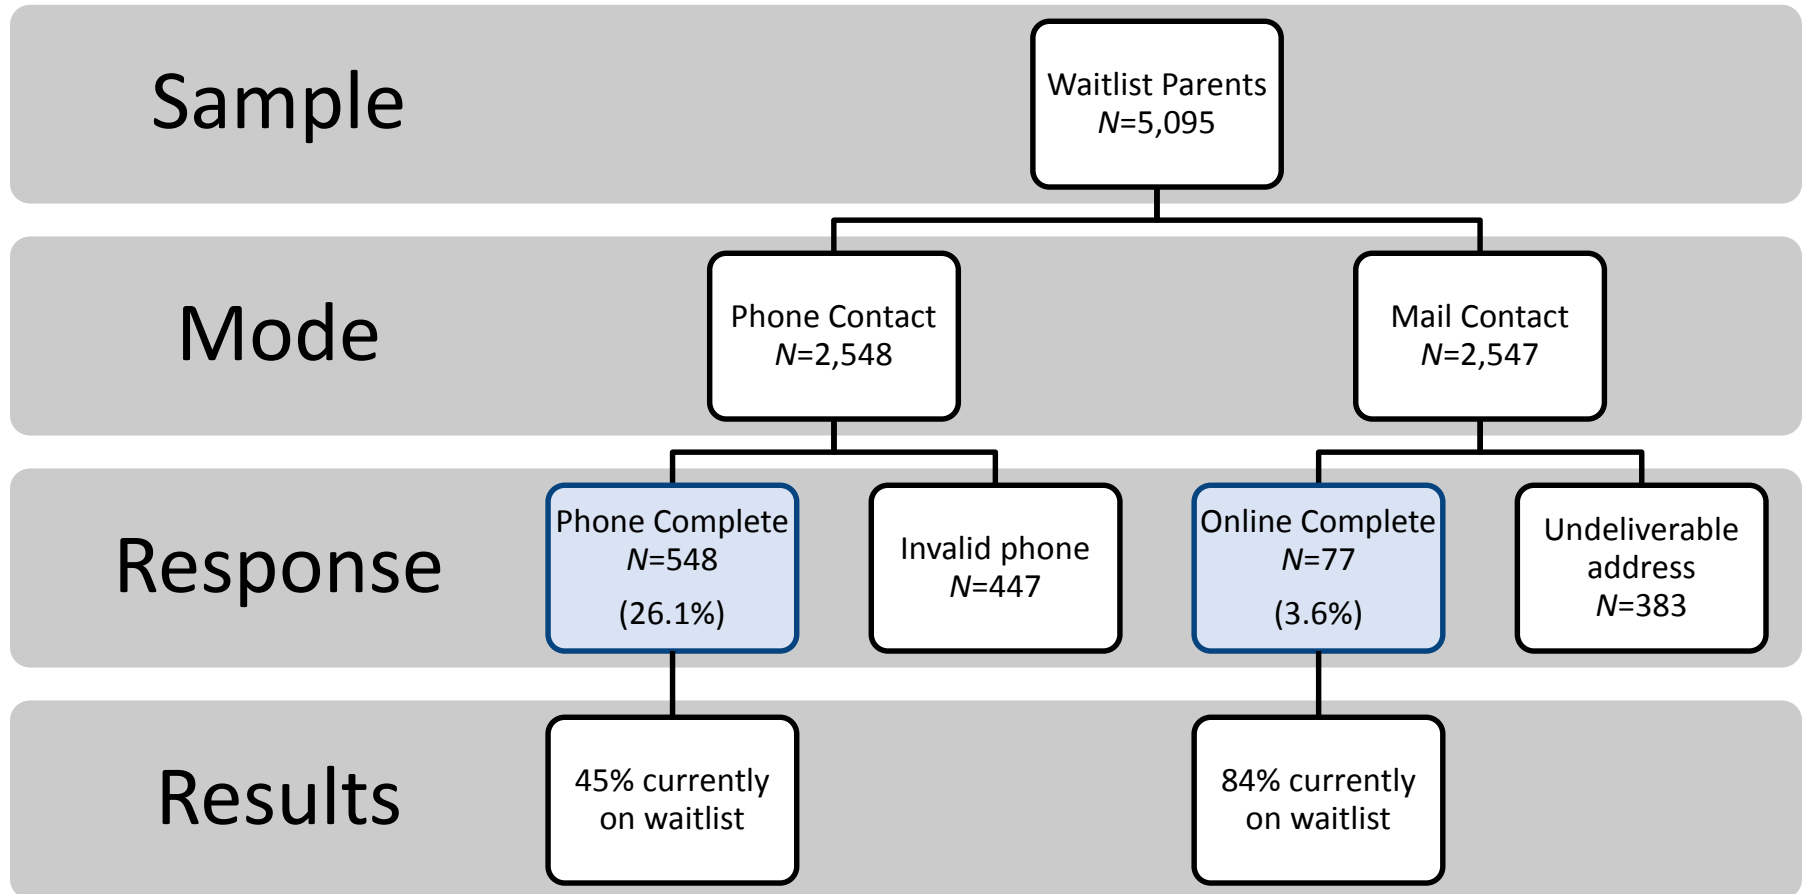 Sample
Waitlist Parents
N=5,095
Mode
Phone Contact
N=2,548
Mail Contact
N=2,547
Response
Phone Complete
N=548
(26.1%)
Invalid phone
N=447
Online Complete
N=77
(3.6%)
Undeliverable
address
N=383
Results
45% currently
on waitlist
84% currently
on waitlist